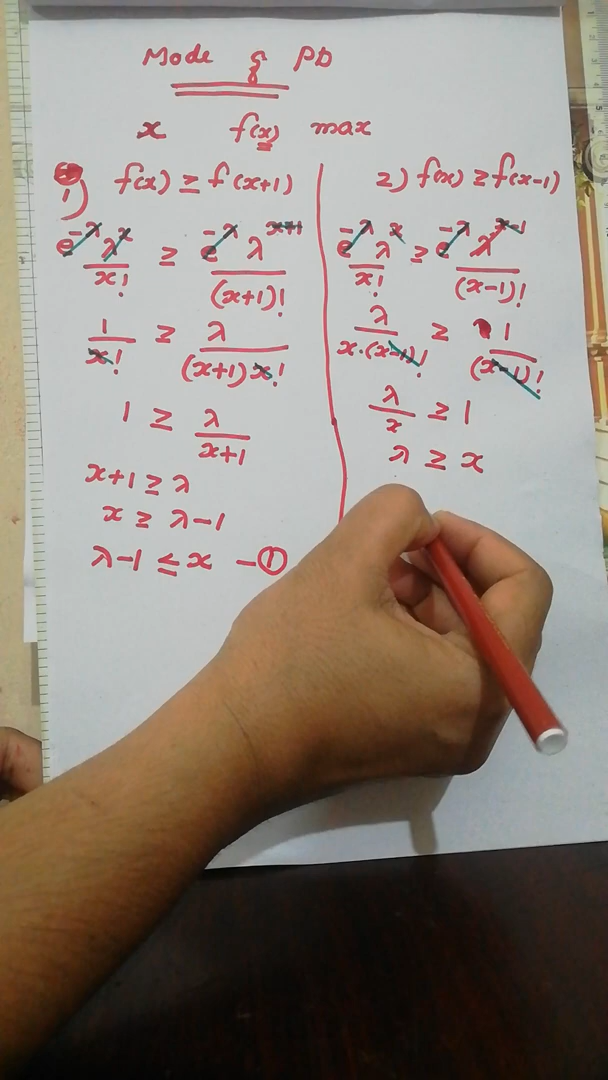 Mode of PD
x f(x) max
1) f(x) ≥ f(x+1)
e^-λ λ^x / x! ≥ e^-λ λ^x+1 / (x+1)!
1 / x! ≥ λ / (x+1) x!
1 ≥ λ / x+1
x+1 ≥ λ
x ≥ λ-1
λ-1 ≤ x -①
2) f(x) ≥ f(x-1)
e^-λ λ^x / x! ≥ e^-λ λ^x-1 / (x-1)!
λ / x.(x-1)! ≥ 1 / (x-1)!
λ / x ≥ 1
λ ≥ x